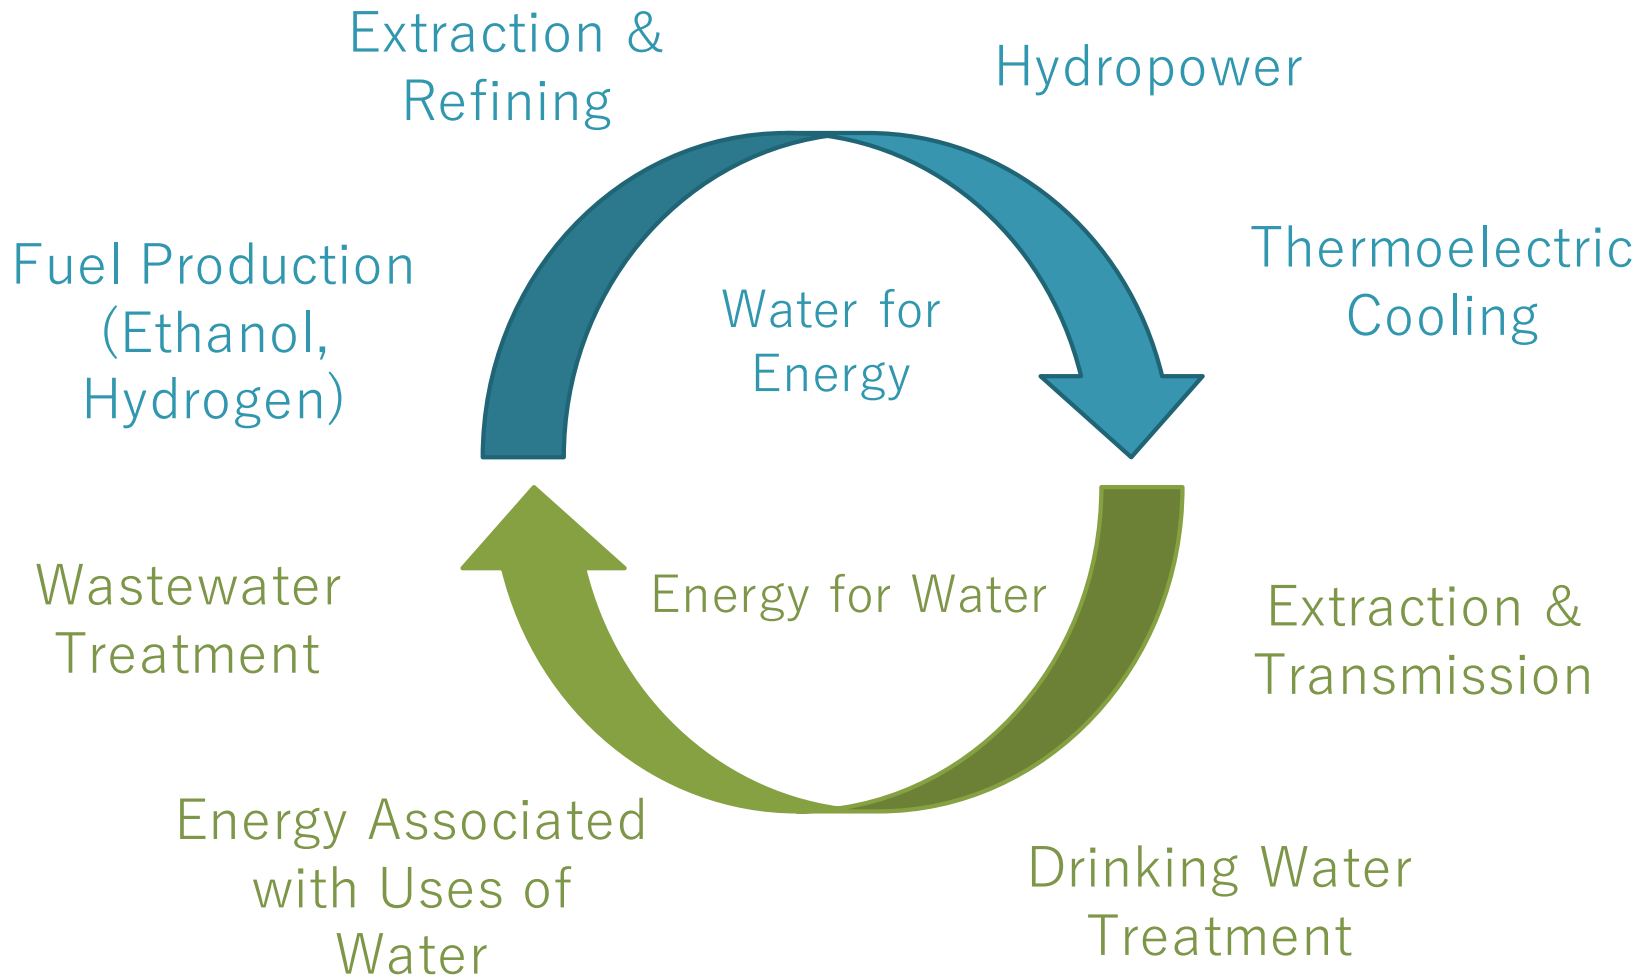 Extraction &
Refining
Hydropower
Fuel Production
(Ethanol,
Hydrogen)
Water for
Energy
Thermoelectric
Cooling
Wastewater
Treatment
Energy for Water
Extraction &
Transmission
Energy Associated
with Uses of
Water
Drinking Water
Treatment